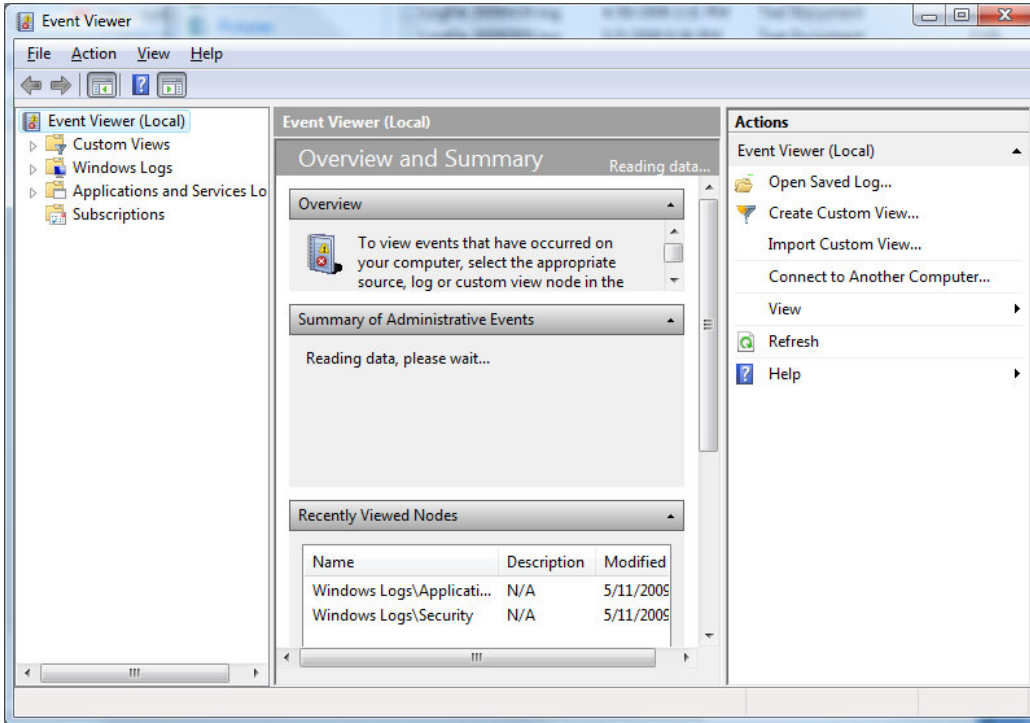 Event Viewer
File Action View Help
Event Viewer (Local)
Custom Views
Windows Logs
Applications and Services Lo
Subscriptions
Event Viewer (Local)
Overview and Summary Reading data...
Overview
To view events that have occurred on
your computer, select the appropriate
source, log or custom view node in the
Summary of Administrative Events
Reading data, please wait...
Recently Viewed Nodes
Name Description Modified
Windows Logs\Applicati... N/A 5/11/2009
Windows Logs\Security N/A 5/11/2009
Actions
Event Viewer (Local)
Open Saved Log...
Create Custom View...
Import Custom View...
Connect to Another Computer...
View
Refresh
Help